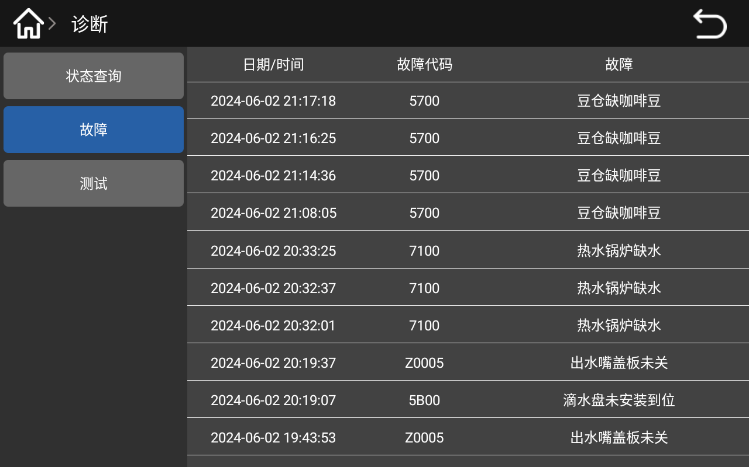 诊断
状态查询
故障
测试
日期/时间 故障代码 故障
2024-06-02 21:17:18 5700 豆仓缺咖啡豆
2024-06-02 21:16:25 5700 豆仓缺咖啡豆
2024-06-02 21:14:36 5700 豆仓缺咖啡豆
2024-06-02 21:08:05 5700 豆仓缺咖啡豆
2024-06-02 20:33:25 7100 热水锅炉缺水
2024-06-02 20:32:37 7100 热水锅炉缺水
2024-06-02 20:32:01 7100 热水锅炉缺水
2024-06-02 20:19:37 Z0005 出水嘴盖板未关
2024-06-02 20:19:07 5B00 滴水盘未安装到位
2024-06-02 19:43:53 Z0005 出水嘴盖板未关